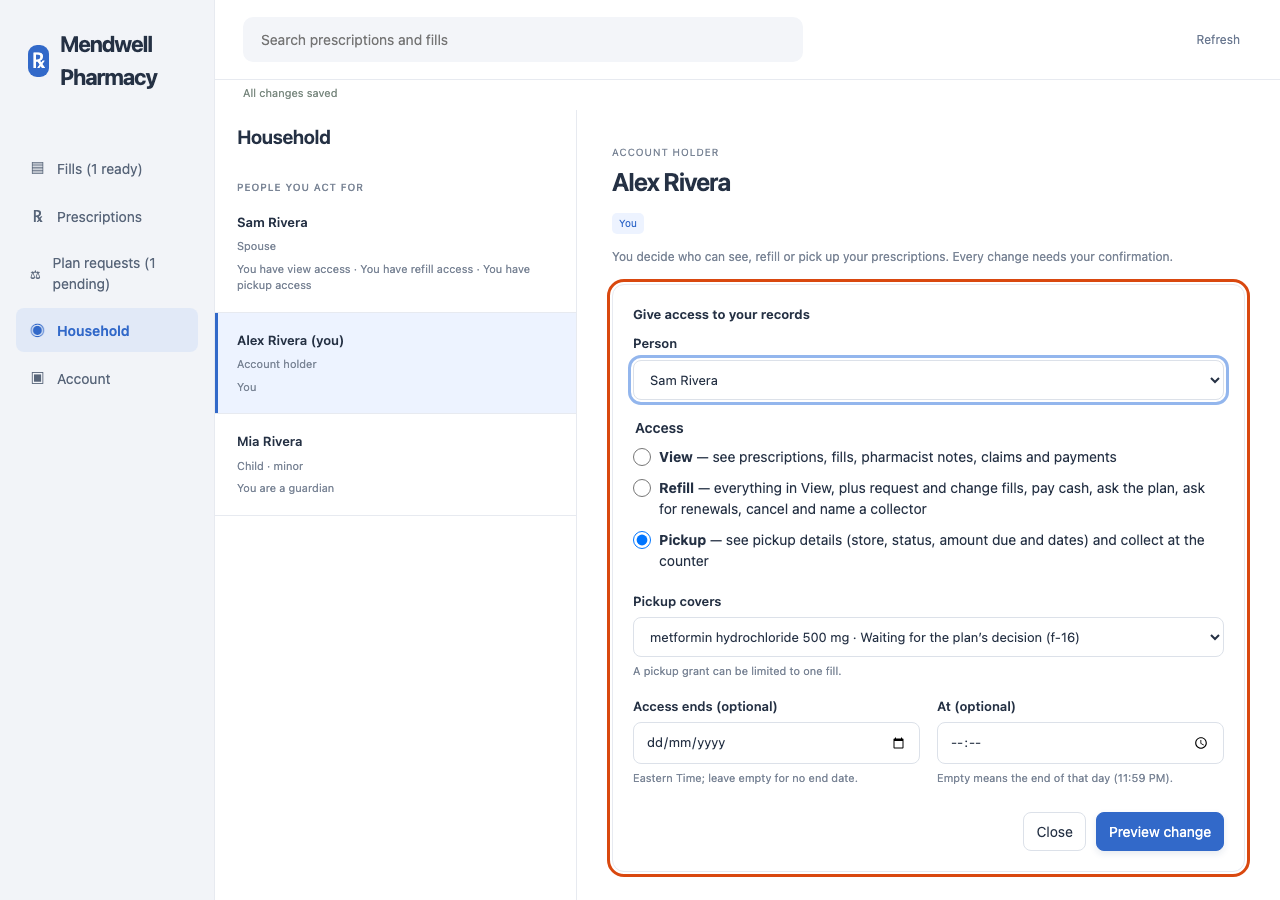 Mendwell
Pharmacy
Search prescriptions and fills
Refresh
All changes saved
Fills (1 ready)
Prescriptions
Plan requests (1
pending)
Household
Account
Household
PEOPLE YOU ACT FOR
Sam Rivera
Spouse
You have view access · You have refill access · You have
pickup access
Alex Rivera (you)
Account holder
You
Mia Rivera
Child · minor
You are a guardian
ACCOUNT HOLDER
Alex Rivera
You
You decide who can see, refill or pick up your prescriptions. Every change needs your confirmation.
Give access to your records
Person
Sam Rivera
Access
View — see prescriptions, fills, pharmacist notes, claims and payments
Refill — everything in View, plus request and change fills, pay cash, ask the plan, ask
for renewals, cancel and name a collector
Pickup — see pickup details (store, status, amount due and dates) and collect at the
counter
Pickup covers
metformin hydrochloride 500 mg · Waiting for the plan’s decision (f-16)
A pickup grant can be limited to one fill.
Access ends (optional)
At (optional)
dd/mm/yyyy
--:--
Eastern Time; leave empty for no end date.
Empty means the end of that day (11:59 PM).
Close
Preview change